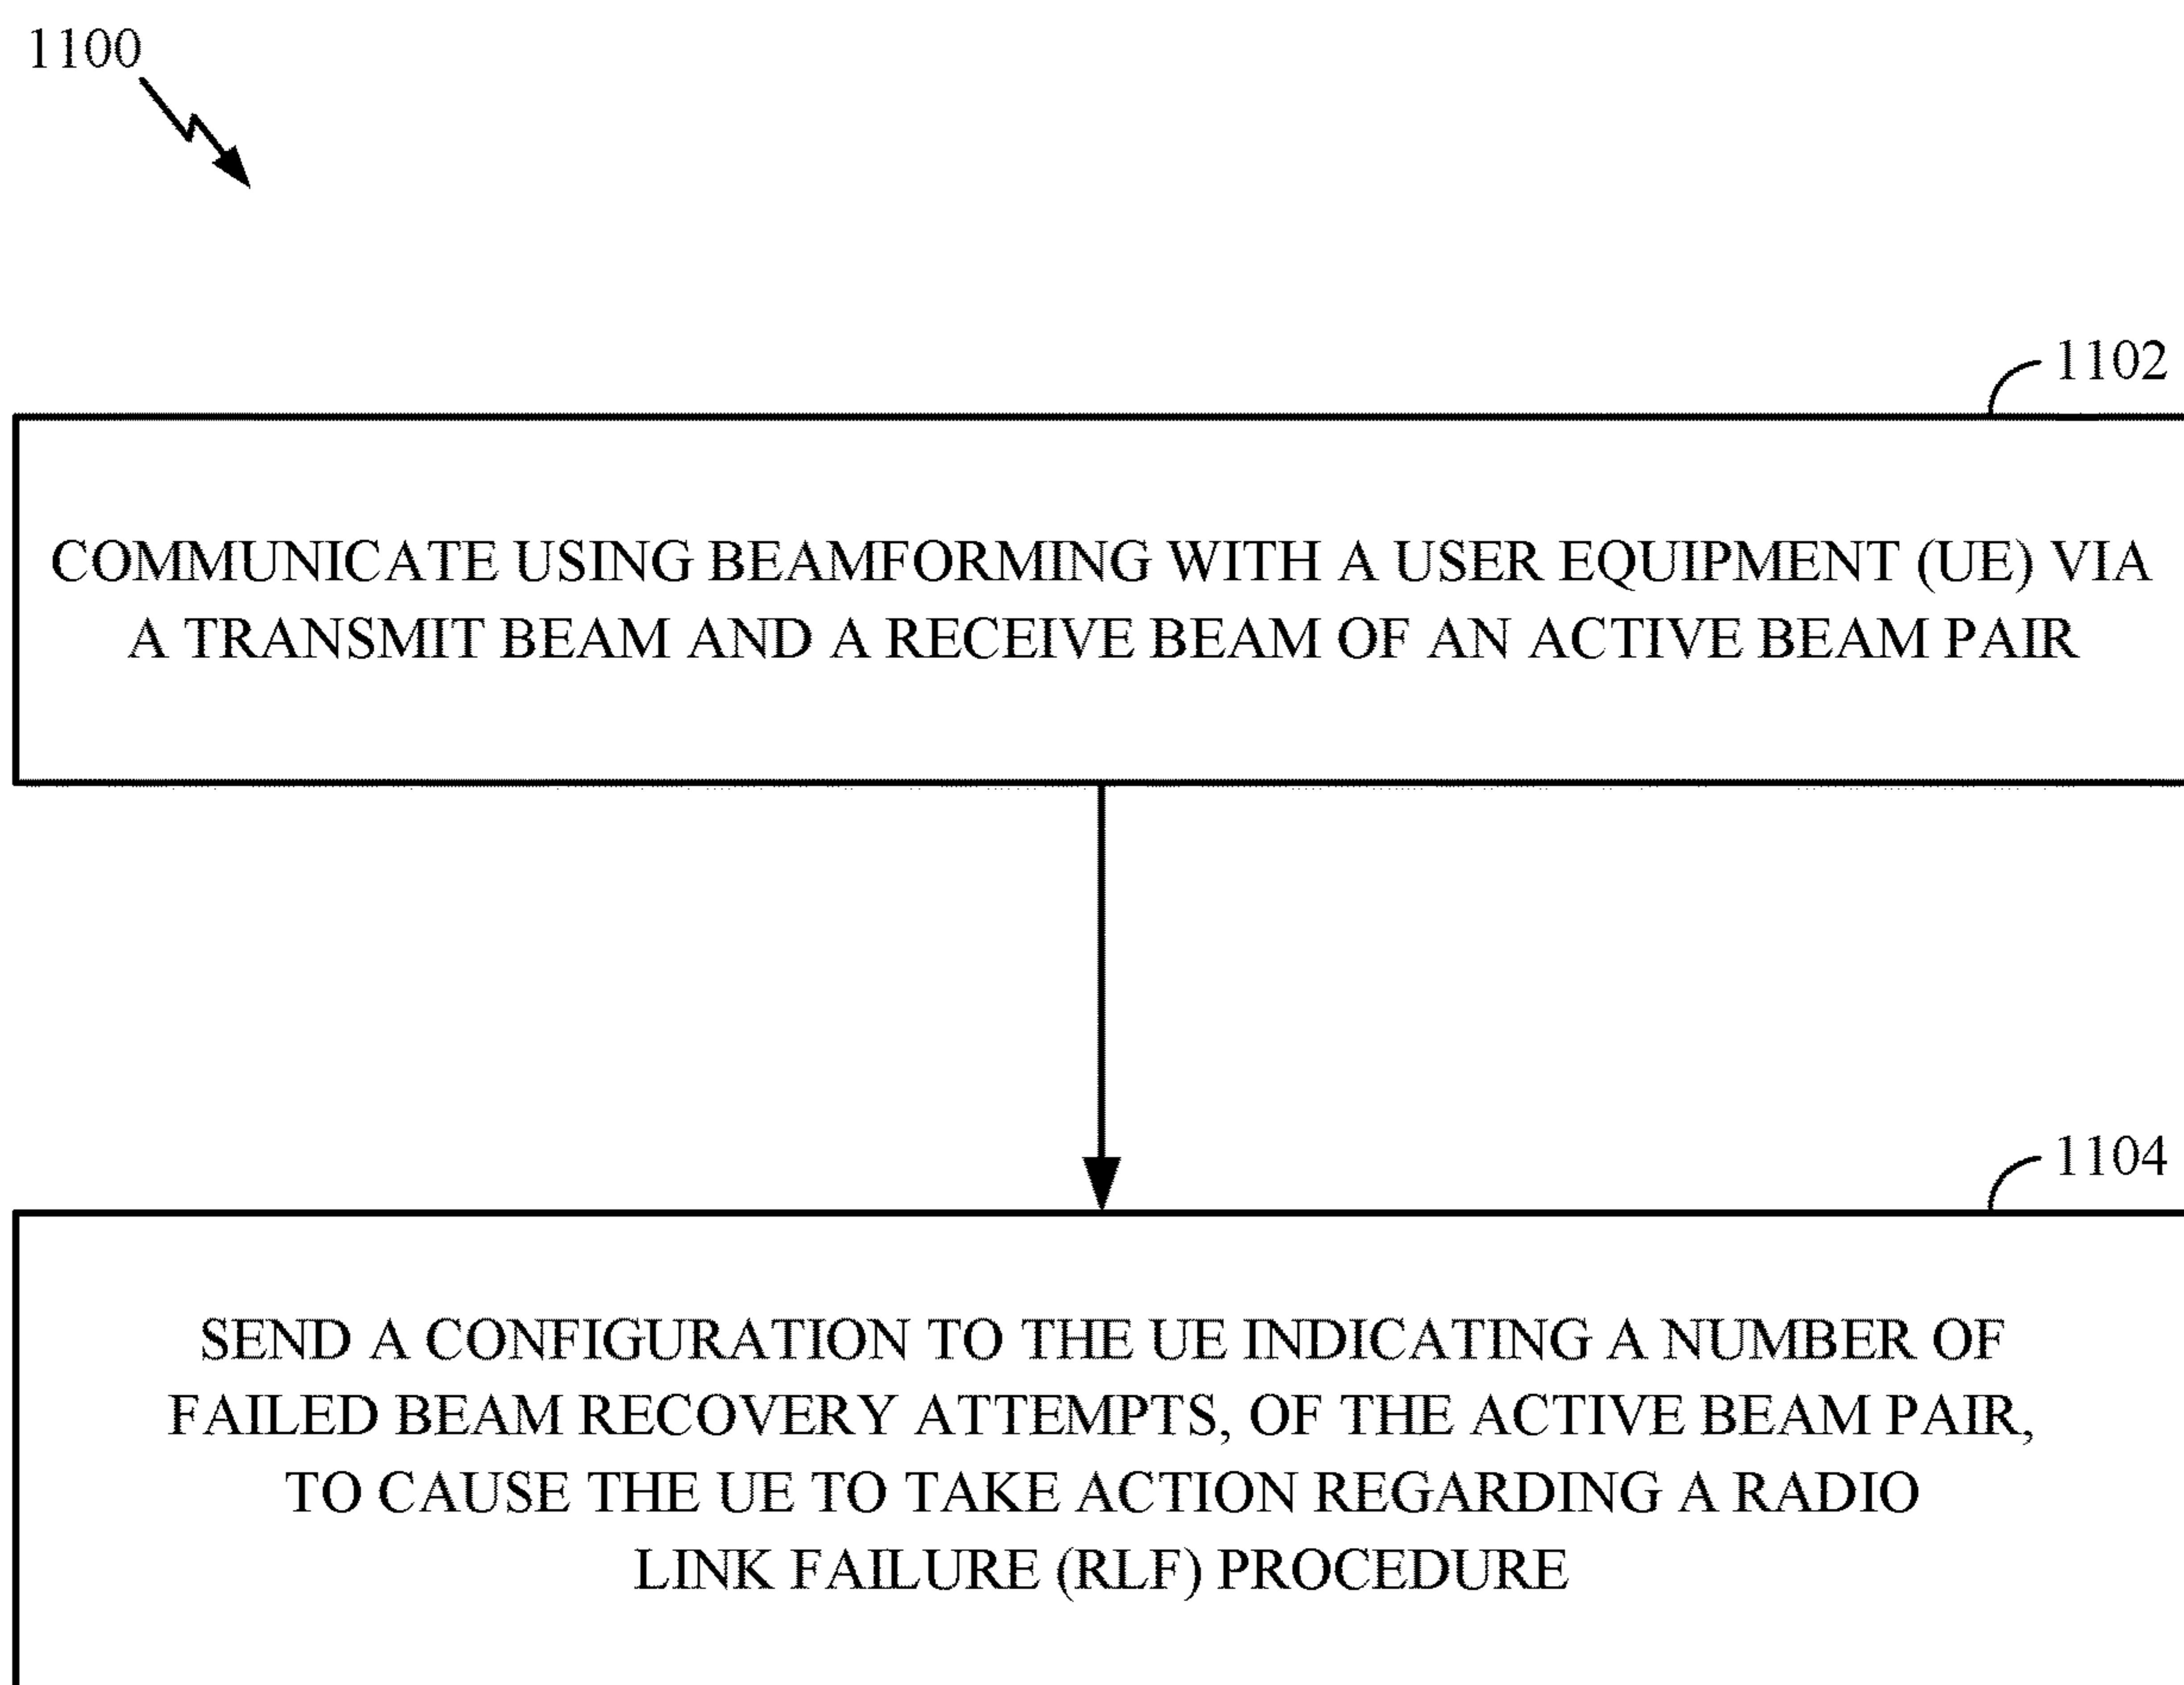 1100
1102
COMMUNICATE USING BEAMFORMING WITH A USER EQUIPMENT (UE) VIA
A TRANSMIT BEAM AND A RECEIVE BEAM OF AN ACTIVE BEAM PAIR
1104
SEND A CONFIGURATION TO THE UE INDICATING A NUMBER OF
FAILED BEAM RECOVERY ATTEMPTS, OF THE ACTIVE BEAM PAIR,
TO CAUSE THE UE TO TAKE ACTION REGARDING A RADIO
LINK FAILURE (RLF) PROCEDURE